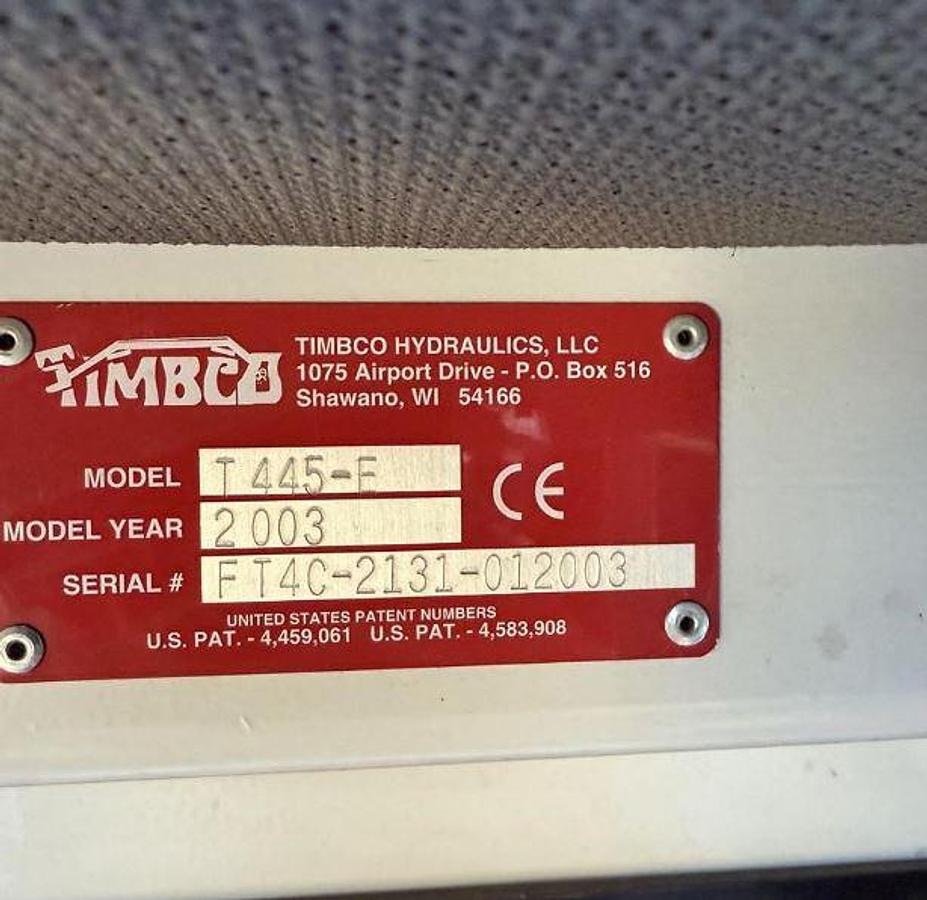 TIMBCO
TIMBCO HYDRAULICS, LLC
1075 Airport Drive - P.O. Box 516
Shawano, WI 54166
MODEL T445-E
CE
MODEL YEAR 2003
SERIAL # FT4C-2131-012003
UNITED STATES PATENT NUMBERS
U.S. PAT. - 4,459,061 U.S. PAT. - 4,583,908